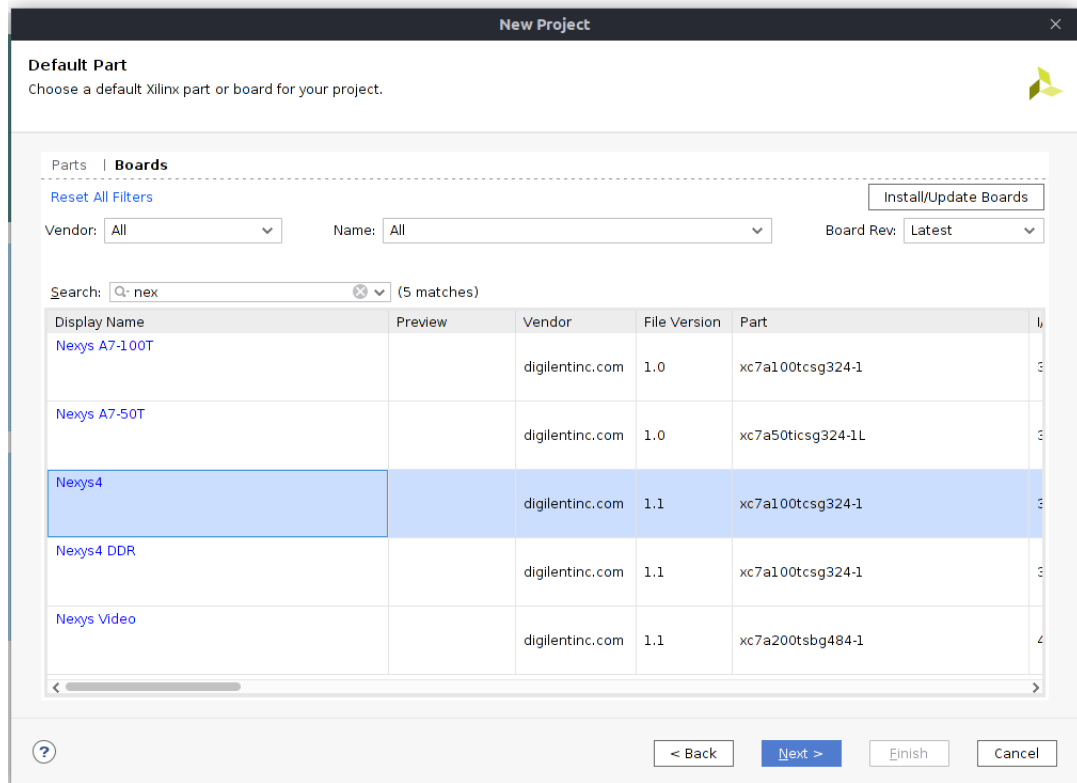 New Project
Default Part
Choose a default Xilinx part or board for your project.
Parts | Boards
Reset All Filters
Install/Update Boards
Vendor: All Name: All Board Rev: Latest
Search: nex (5 matches)
Display Name Preview Vendor File Version Part
Nexys A7-100T digilentinc.com 1.0 xc7a100tcsg324-1
Nexys A7-50T digilentinc.com 1.0 xc7a50ticsg324-1L
Nexys4 digilentinc.com 1.1 xc7a100tcsg324-1
Nexys4 DDR digilentinc.com 1.1 xc7a100tcsg324-1
Nexys Video digilentinc.com 1.1 xc7a200tsbg484-1
? < Back Next > Finish Cancel